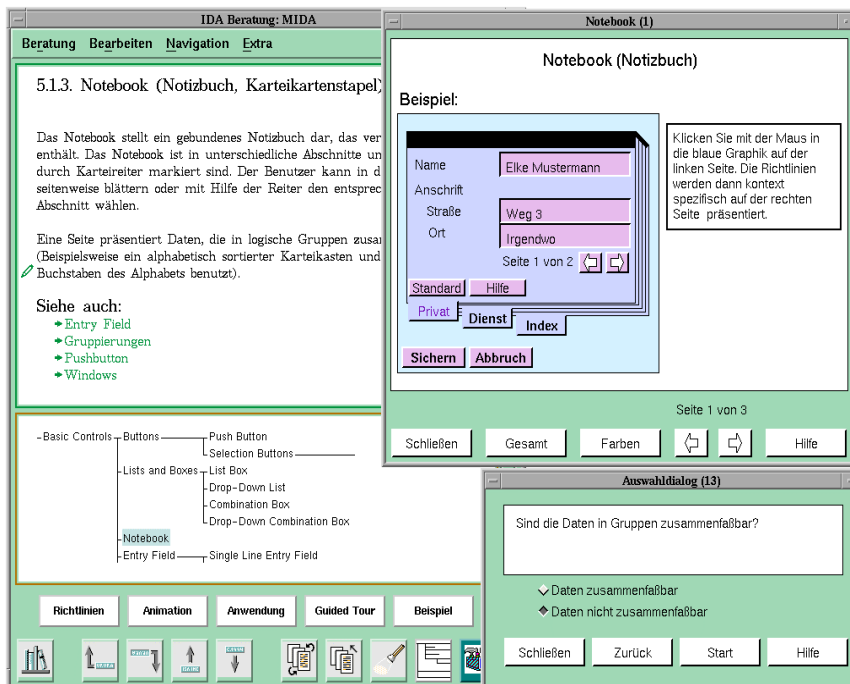 IDA Beratung: MIDA
Beratung Bearbeiten Navigation Extra
5.1.3. Notebook (Notizbuch, Karteikartenstapel)
Das Notebook stellt ein gebundenes Notizbuch dar, das
enthält. Das Notebook ist in unterschiedliche Abschnitte
durch Karteireiter markiert sind. Der Benutzer kann in
seitenweise blättern oder mit Hilfe der Reiter den
Abschnitt wählen.
Eine Seite präsentiert Daten, die in logische Gruppen
(Beispielsweise ein alphabetisch sortierter Karteikasten und
Buchstaben des Alphabets benutzt).
Siehe auch:
Entry Field
Gruppierungen
Pushbutton
Windows
Basic Controls Buttons Push Button
Selection Buttons
Lists and Boxes List Box
Drop-Down List
Combination Box
Drop-Down Combination Box
Notebook
Entry Field Single Line Entry Field
Richtlinien Animation Anwendung Guided Tour Beispiel
Notebook (1)
Notebook (Notizbuch)
Beispiel:
Name Elke Mustermann
Anschrift
Straße Weg 3
Ort Irgendwo
Seite 1 von 2
Standard Hilfe
Privat Dienst Index
Sichern Abbruch
Klicken Sie mit der Maus in
die blaue Graphik auf der
linken Seite. Die Richtlinien
werden dann kontext
spezifisch auf der rechten
Seite präsentiert.
Seite 1 von 3
Schließen Gesamt Farben Hilfe
Auswahldialog (13)
Sind die Daten in Gruppen zusammenfaßbar?
Daten zusammenfaßbar
Daten nicht zusammenfaßbar
Schließen Zurück Start Hilfe